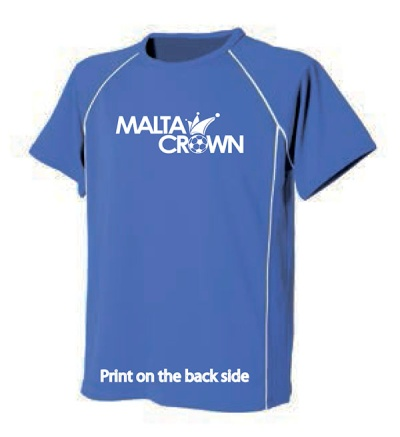 MALTA
CROWN
Print on the back side